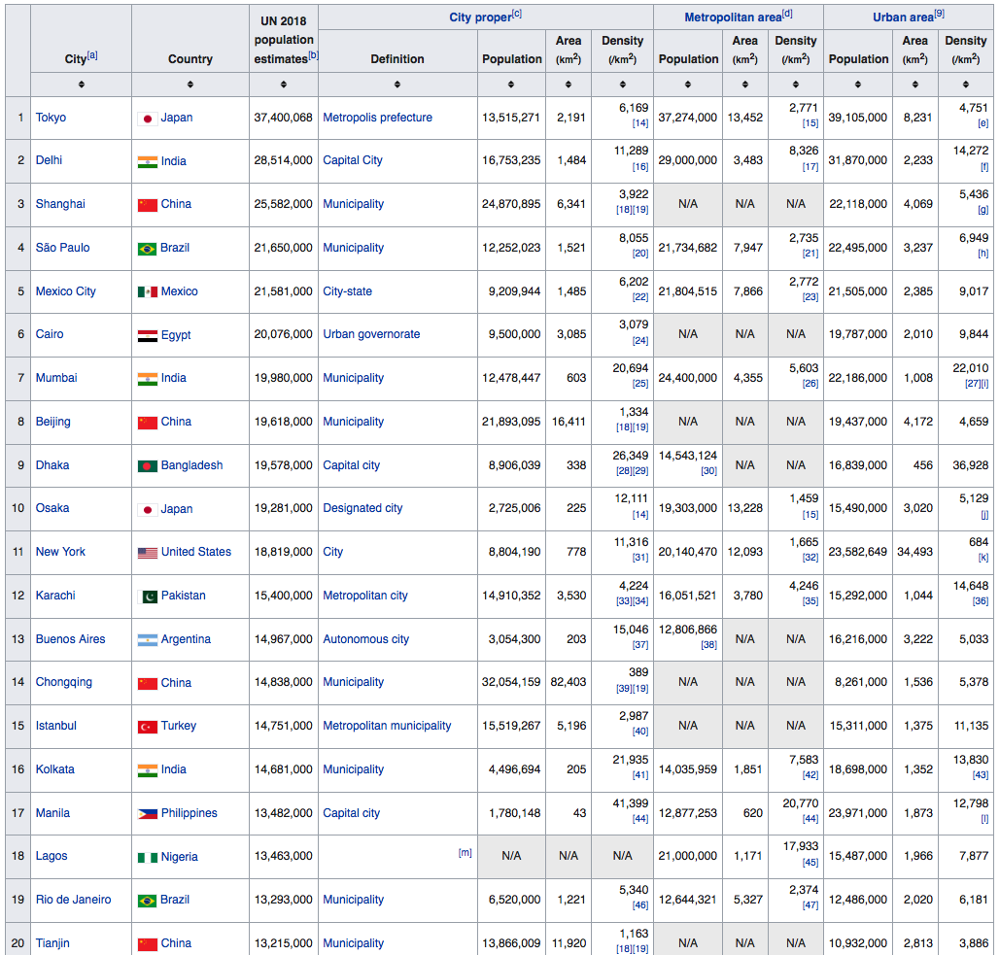 City[a] Country UN 2018 population estimates[b] City proper[c] Metropolitan area[d] Urban area[9]
Definition Population Area (km2) Density (/km2) Population Area (km2) Density (/km2) Population Area (km2) Density (/km2)
1 Tokyo Japan 37,400,068 Metropolis prefecture 13,515,271 2,191 6,169 [14] 37,274,000 13,452 2,771 [15] 39,105,000 8,231 4,751 [e]
2 Delhi India 28,514,000 Capital City 16,753,235 1,484 11,289 [16] 29,000,000 3,483 8,326 [17] 31,870,000 2,233 14,272 [f]
3 Shanghai China 25,582,000 Municipality 24,870,895 6,341 3,922 [18][19] N/A N/A N/A 22,118,000 4,069 5,436 [g]
4 São Paulo Brazil 21,650,000 Municipality 12,252,023 1,521 8,055 [20] 21,734,682 7,947 2,735 [21] 22,495,000 3,237 6,949 [h]
5 Mexico City Mexico 21,581,000 City-state 9,209,944 1,485 6,202 [22] 21,804,515 7,866 2,772 [23] 21,505,000 2,385 9,017
6 Cairo Egypt 20,076,000 Urban governorate 9,500,000 3,085 3,079 [24] N/A N/A N/A 19,787,000 2,010 9,844
7 Mumbai India 19,980,000 Municipality 12,478,447 603 20,694 [25] 24,400,000 4,355 5,603 [26] 22,186,000 1,008 22,010 [27][i]
8 Beijing China 19,618,000 Municipality 21,893,095 16,411 1,334 [18][19] N/A N/A N/A 19,437,000 4,172 4,659
9 Dhaka Bangladesh 19,578,000 Capital city 8,906,039 338 26,349 [28][29] 14,543,124 [30] N/A N/A 16,839,000 456 36,928
10 Osaka Japan 19,281,000 Designated city 2,725,006 225 12,111 [14] 19,303,000 13,228 1,459 [15] 15,490,000 3,020 5,129 [j]
11 New York United States 18,819,000 City 8,804,190 778 11,316 [31] 20,140,470 12,093 1,665 [32] 23,582,649 34,493 684 [k]
12 Karachi Pakistan 15,400,000 Metropolitan city 14,910,352 3,530 4,224 [33][34] 16,051,521 3,780 4,246 [35] 15,292,000 1,044 14,648 [36]
13 Buenos Aires Argentina 14,967,000 Autonomous city 3,054,300 203 15,046 [37] 12,806,866 [38] N/A N/A 16,216,000 3,222 5,033
14 Chongqing China 14,838,000 Municipality 32,054,159 82,403 389 [39][19] N/A N/A N/A 8,261,000 1,536 5,378
15 Istanbul Turkey 14,751,000 Metropolitan municipality 15,519,267 5,196 2,987 [40] N/A N/A N/A 15,311,000 1,375 11,135
16 Kolkata India 14,681,000 Municipality 4,496,694 205 21,935 [41] 14,035,959 1,851 7,583 [42] 18,698,000 1,352 13,830 [43]
17 Manila Philippines 13,482,000 Capital city 1,780,148 43 41,399 [44] 12,877,253 620 20,770 [44] 23,971,000 1,873 12,798 [l]
18 Lagos Nigeria 13,463,000 [m] N/A N/A N/A 21,000,000 1,171 17,933 [45] 15,487,000 1,966 7,877
19 Rio de Janeiro Brazil 13,293,000 Municipality 6,520,000 1,221 5,340 [46] 12,644,321 5,327 2,374 [47] 12,486,000 2,020 6,181
20 Tianjin China 13,215,000 Municipality 13,866,009 11,920 1,163 [18][19] N/A N/A N/A 10,932,000 2,813 3,886